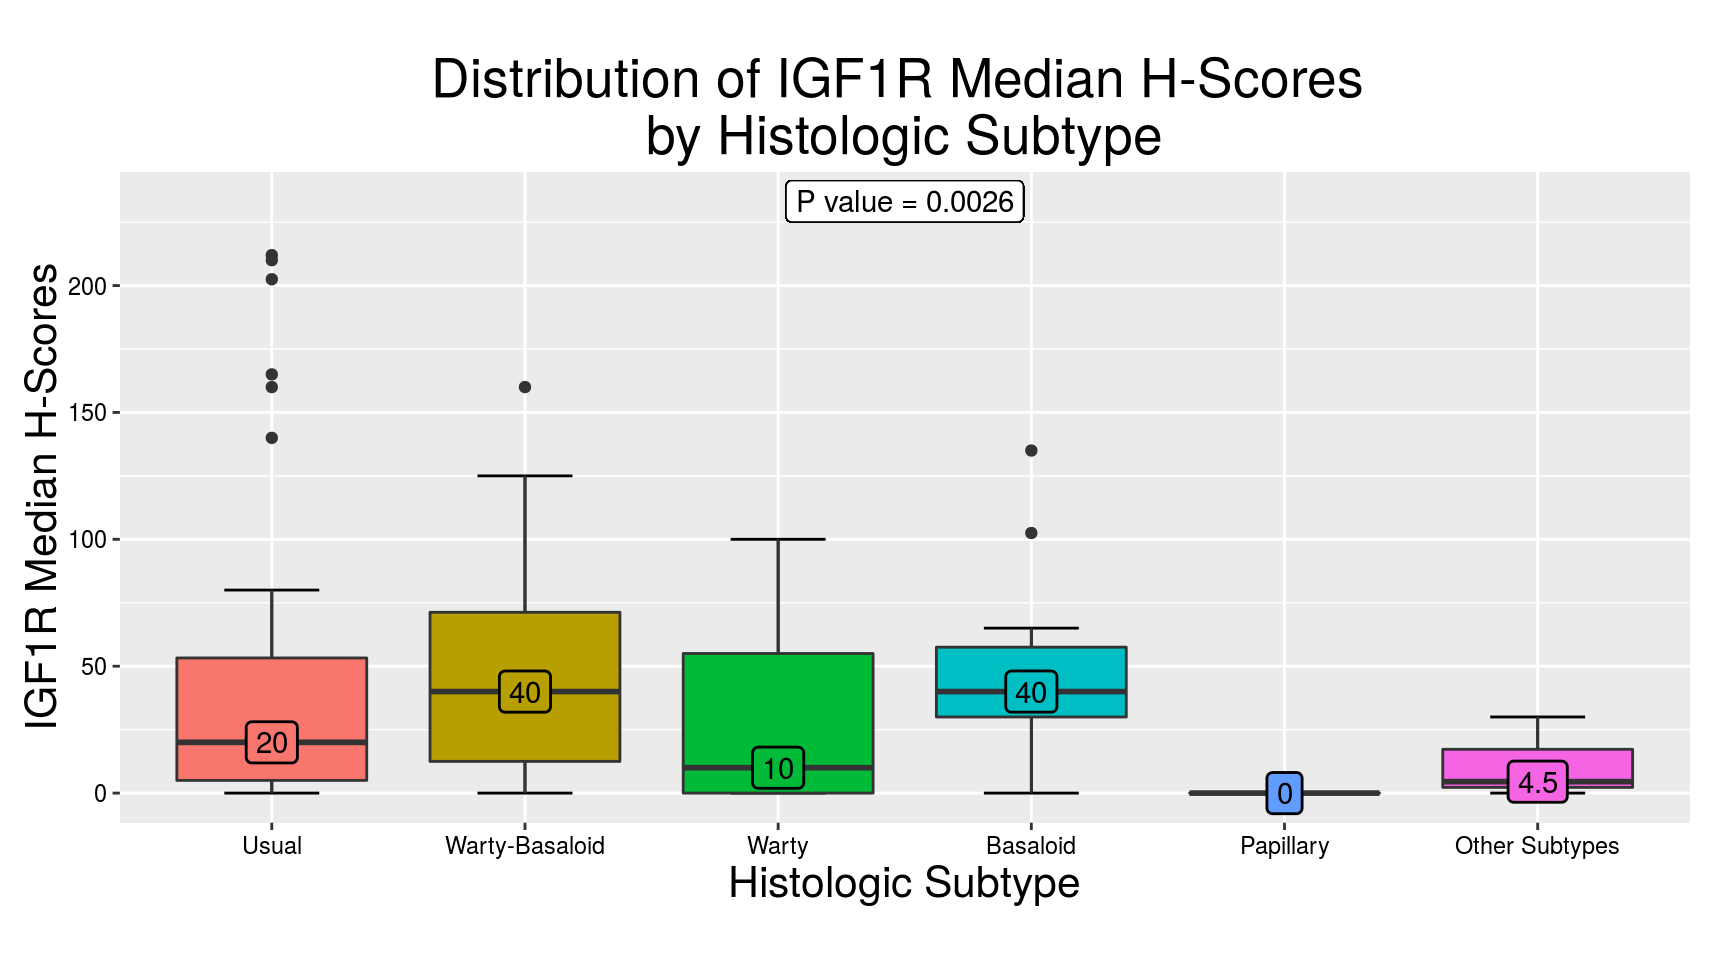 Distribution of IGF1R Median H-Scores
by Histologic Subtype
P value = 0.0026
IGF1R Median H-Scores
200
150
100
50
0
20
40
10
40
0
4.5
Usual
Warty-Basaloid
Warty
Basaloid
Papillary
Other Subtypes
Histologic Subtype